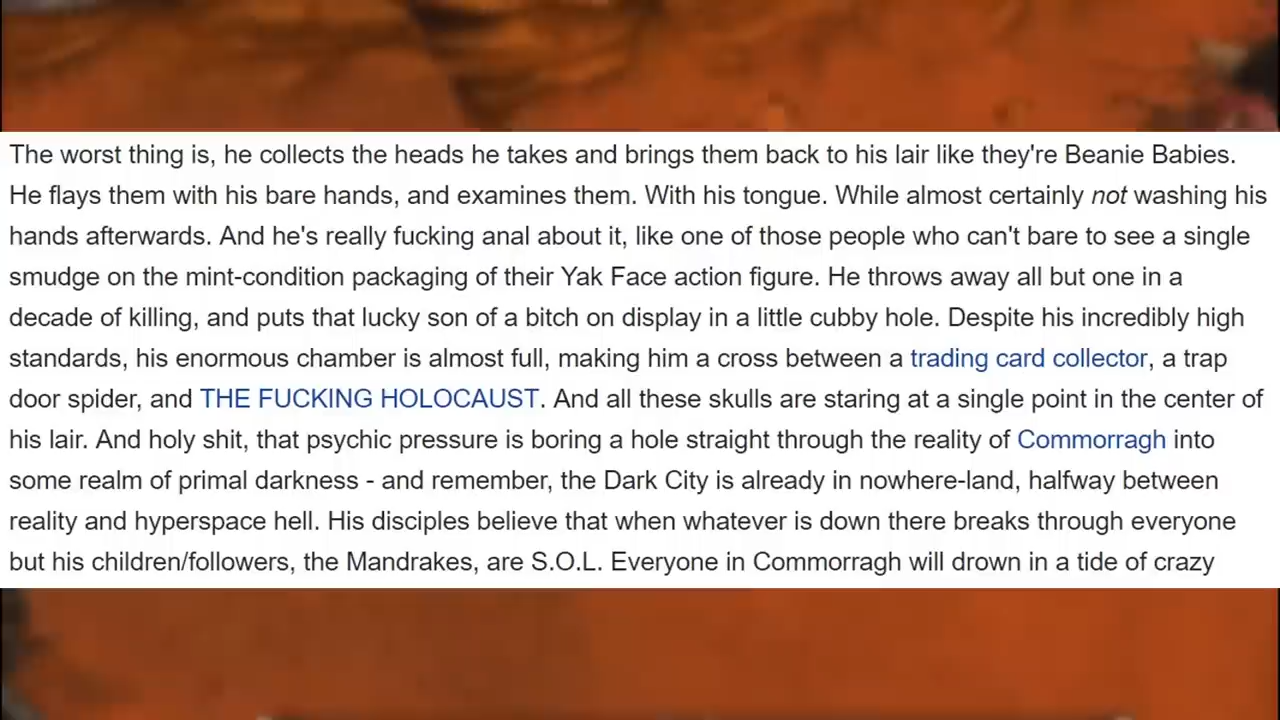 The worst thing is, he collects the heads he takes and brings them back to his lair like they're Beanie Babies.
He flays them with his bare hands, and examines them. With his tongue. While almost certainly not washing his
hands afterwards. And he's really fucking anal about it, like one of those people who can't bare to see a single
smudge on the mint-condition packaging of their Yak Face action figure. He throws away all but one in a
decade of killing, and puts that lucky son of a bitch on display in a little cubby hole. Despite his incredibly high
standards, his enormous chamber is almost full, making him a cross between a trading card collector, a trap
door spider, and THE FUCKING HOLOCAUST. And all these skulls are staring at a single point in the center of
his lair. And holy shit, that psychic pressure is boring a hole straight through the reality of Commorragh into
some realm of primal darkness - and remember, the Dark City is already in nowhere-land, halfway between
reality and hyperspace hell. His disciples believe that when whatever is down there breaks through everyone
but his children/followers, the Mandrakes, are S.O.L. Everyone in Commorragh will drown in a tide of crazy